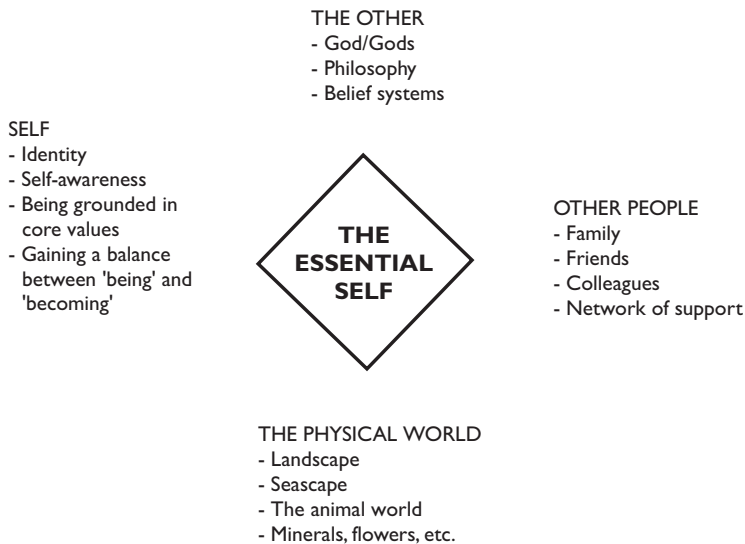 THE OTHER
- God/Gods
- Philosophy
- Belief systems
SELF
- Identity
- Self-awareness
- Being grounded in
core values
- Gaining a balance
between 'being' and
'becoming'
THE
ESSENTIAL
SELF
OTHER PEOPLE
- Family
- Friends
- Colleagues
- Network of support
THE PHYSICAL WORLD
- Landscape
- Seascape
- The animal world
- Minerals, flowers, etc.